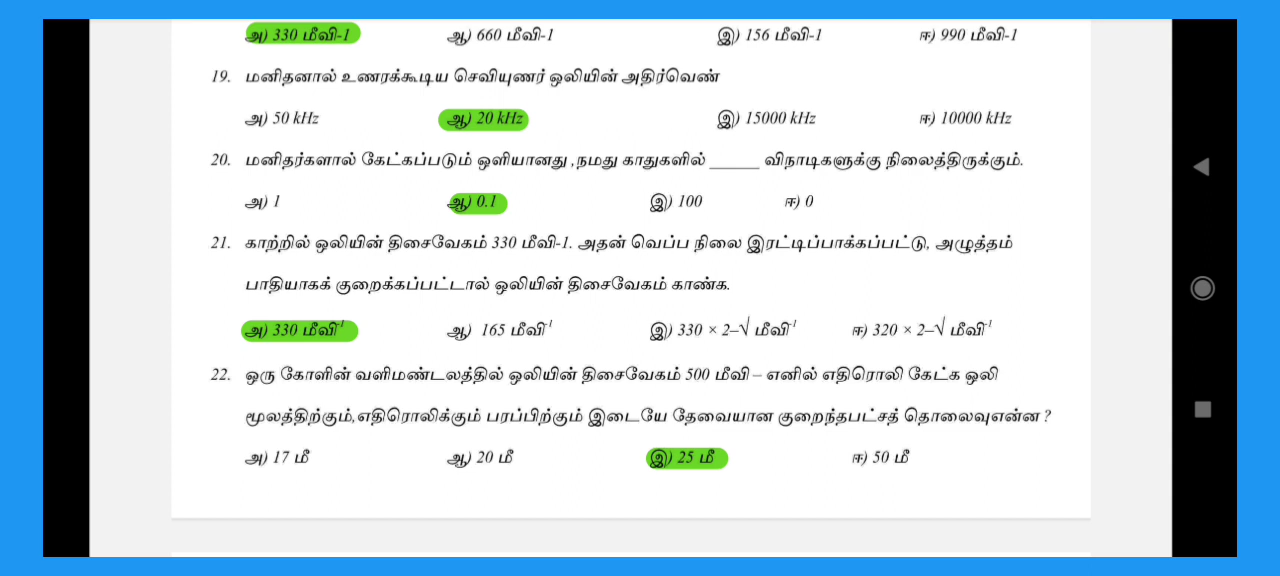 அ) 330 மீவி-1 ஆ) 660 மீவி-1 இ) 156 மீவி-1 ஈ) 990 மீவி-1
19. மனிதனால் உணரக்கூடிய செவியுணர் ஒலியின் அதிர்வெண்
அ) 50 kHz ஆ) 20 kHz இ) 15000 kHz ஈ) 10000 kHz
20. மனிதர்களால் கேட்கப்படும் ஒளியானது ,நமது காதுகளில் ______ விநாடிகளுக்கு நிலைத்திருக்கும்.
அ) 1 ஆ) 0.1 இ) 100 ஈ) 0
21. காற்றில் ஒலியின் திசைவேகம் 330 மீவி-1. அதன் வெப்ப நிலை இரட்டிப்பாக்கப்பட்டு, அழுத்தம்
பாதியாகக் குறைக்கப்பட்டால் ஒலியின் திசைவேகம் காண்க.
அ) 330 மீவி⁻¹ ஆ) 165 மீவி⁻¹ இ) 330 × 2–√ மீவி⁻¹ ஈ) 320 × 2–√ மீவி⁻¹
22. ஒரு கோளின் வளிமண்டலத்தில் ஒலியின் திசைவேகம் 500 மீவி – எனில் எதிரொலி கேட்க ஒலி
மூலத்திற்கும்,எதிரொலிக்கும் பரப்பிற்கும் இடையே தேவையான குறைந்தபட்சத் தொலைவுஎன்ன ?
அ) 17 மீ ஆ) 20 மீ இ) 25 மீ ஈ) 50 மீ